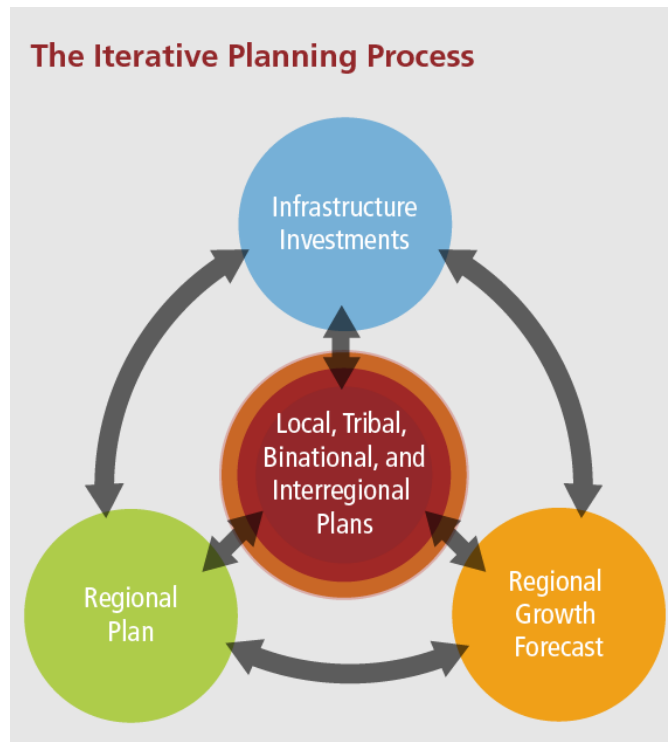 The Iterative Planning Process
Infrastructure
Investments
Local, Tribal,
Binational, and
Interregional
Plans
Regional
Plan
Regional
Growth
Forecast